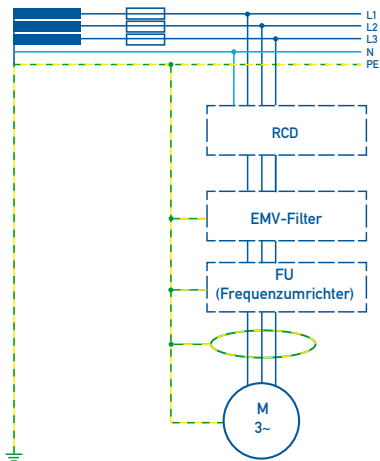 L1
L2
L3
N
PE
RCD
EMV-Filter
FU
(Frequenzumrichter)
M
3~